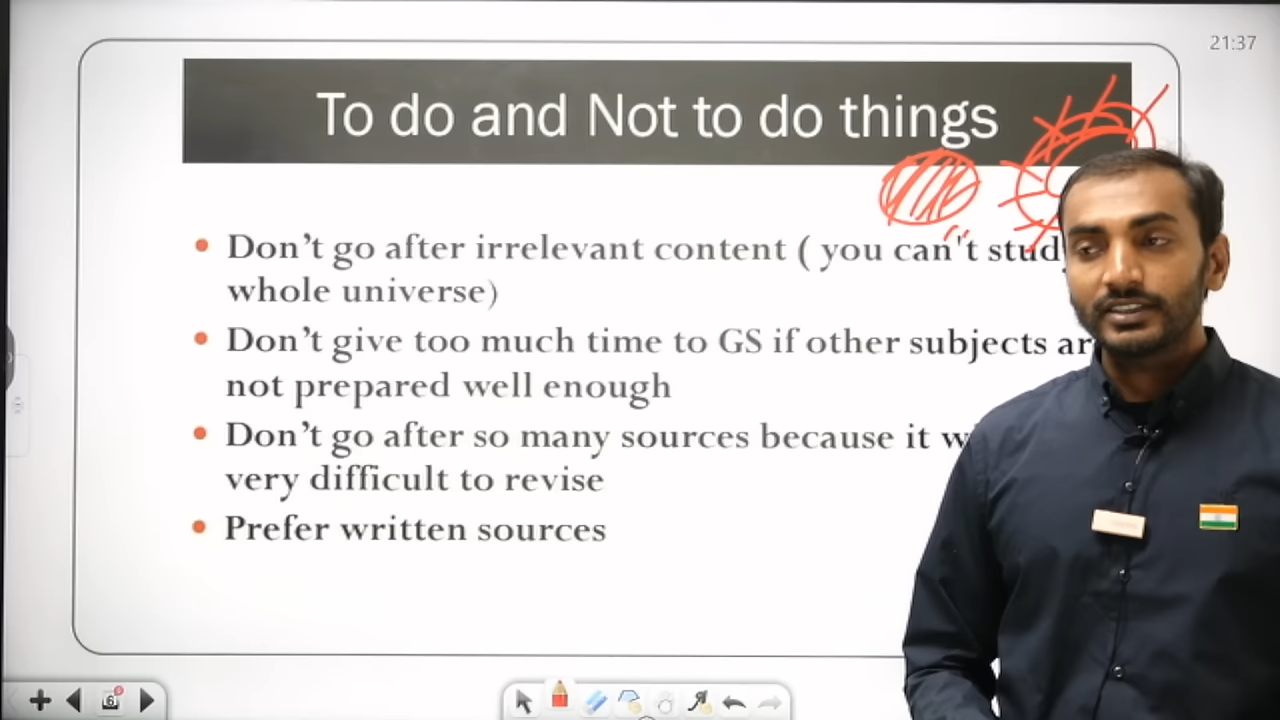 21:37
To do and Not to do things
Don't go after irrelevant content ( you can't study
whole universe)
Don't give too much time to GS if other subjects
not prepared well enough
Don't go after so many sources because it
very difficult to revise
Prefer written sources
6